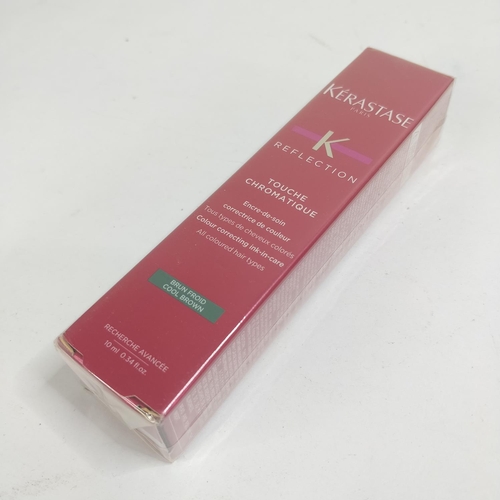 KÉRASTASE
PARIS
K
REFLECTION
TOUCHE
CHROMATIQUE
Encre-de-soin
correctrice de couleur
Tous types de cheveux colorés
Colour correcting ink-in-care
All coloured hair types
BRUN FROID
COOL BROWN
RECHERCHE AVANCÉE
10 ml 0.34 fl.oz.